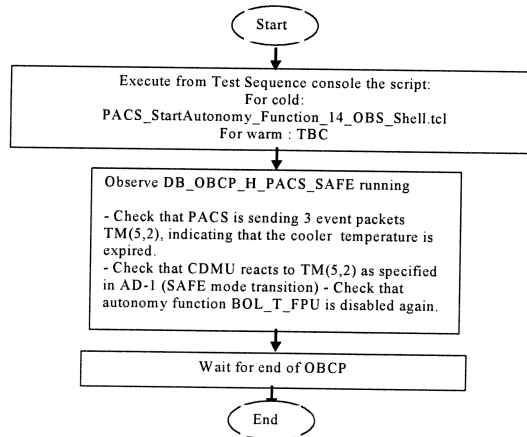 Start
Execute from Test Sequence console the script:
For cold:
PACS_StartAutonomy_Function_14_OBS_Shell.tcl
For warm : TBC
Observe DB_OBCP_H_PACS_SAFE running
- Check that PACS is sending 3 event packets
TM(5,2), indicating that the cooler temperature is
expired.
- Check that CDMU reacts to TM(5,2) as specified
in AD-1 (SAFE mode transition) - Check that
autonomy function BOL_T_FPU is disabled again.
Wait for end of OBCP
End